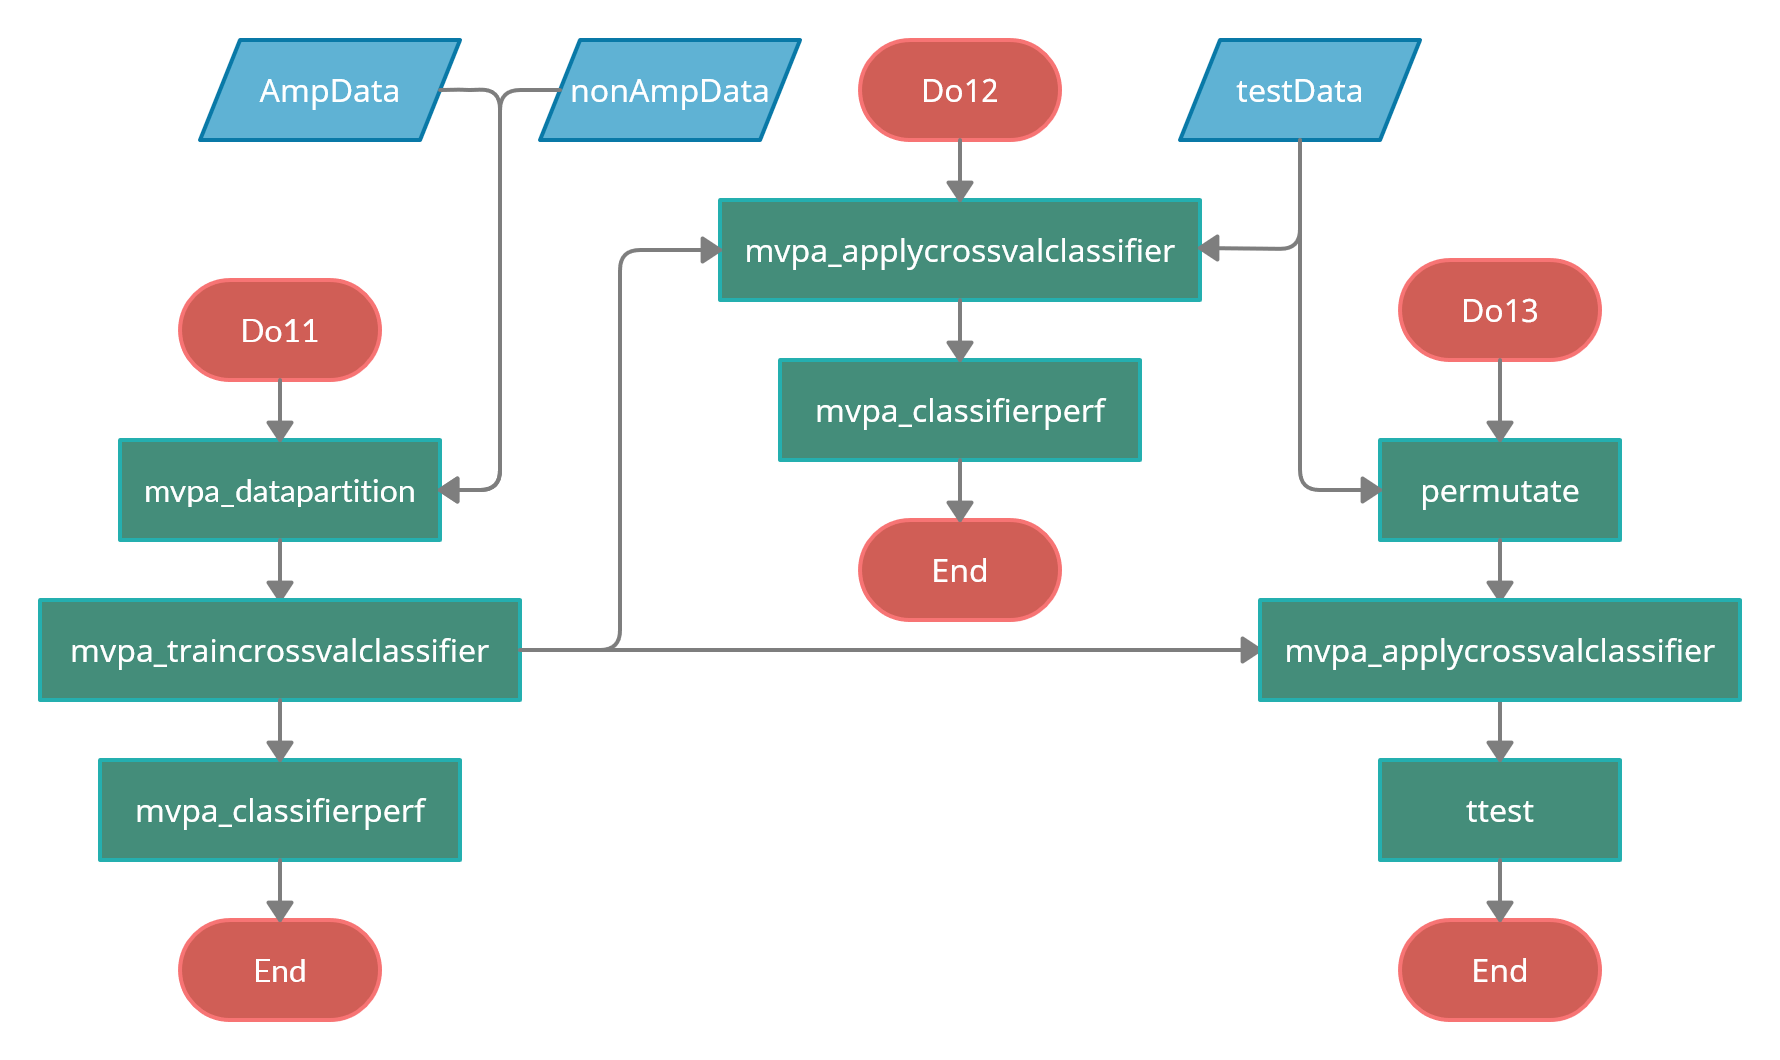 AmpData
nonAmpData
Do12
testData
mvpa_applycrossvalclassifier
Do11
Do13
mvpa_classifierperf
mvpa_datapartition
permutate
End
mvpa_traincrossvalclassifier
mvpa_applycrossvalclassifier
mvpa_classifierperf
ttest
End
End